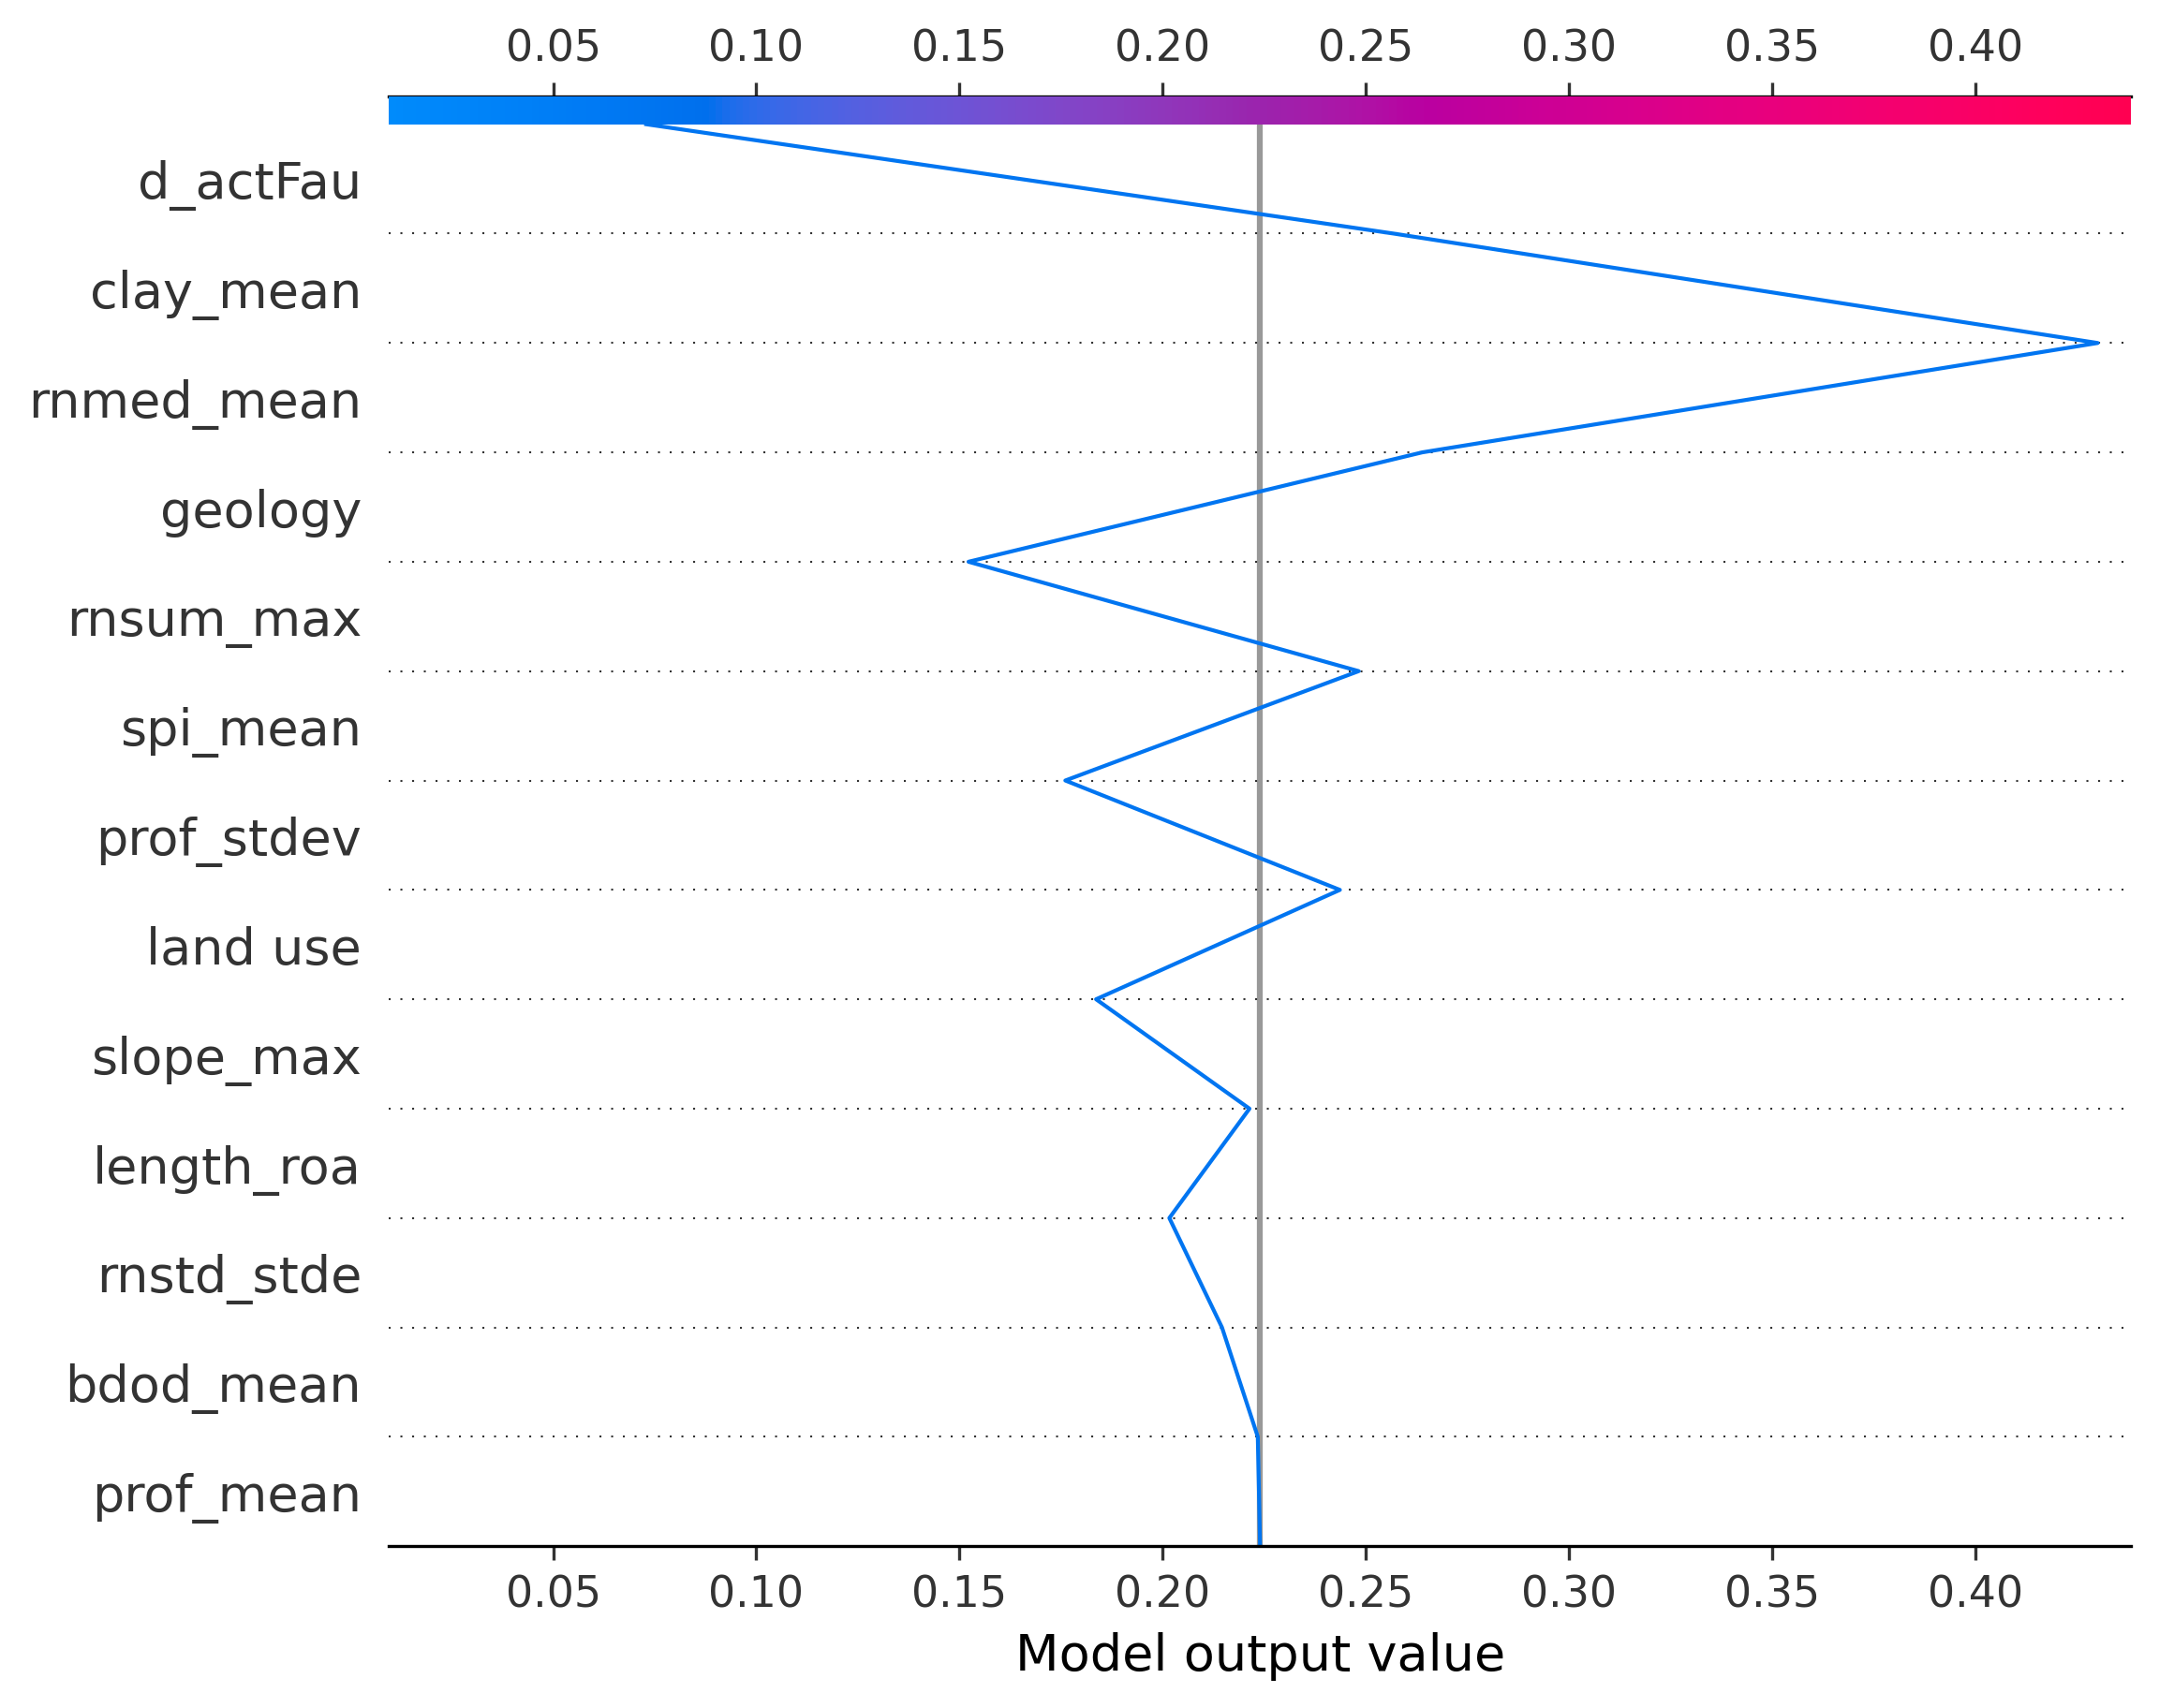 0.05 0.10 0.15 0.20 0.25 0.30 0.35 0.40
d_actFau
clay_mean
rnmed_mean
geology
rnsum_max
spi_mean
prof_stdev
land use
slope_max
length_roa
rnstd_stde
bdod_mean
prof_mean
0.05 0.10 0.15 0.20 0.25 0.30 0.35 0.40
Model output value